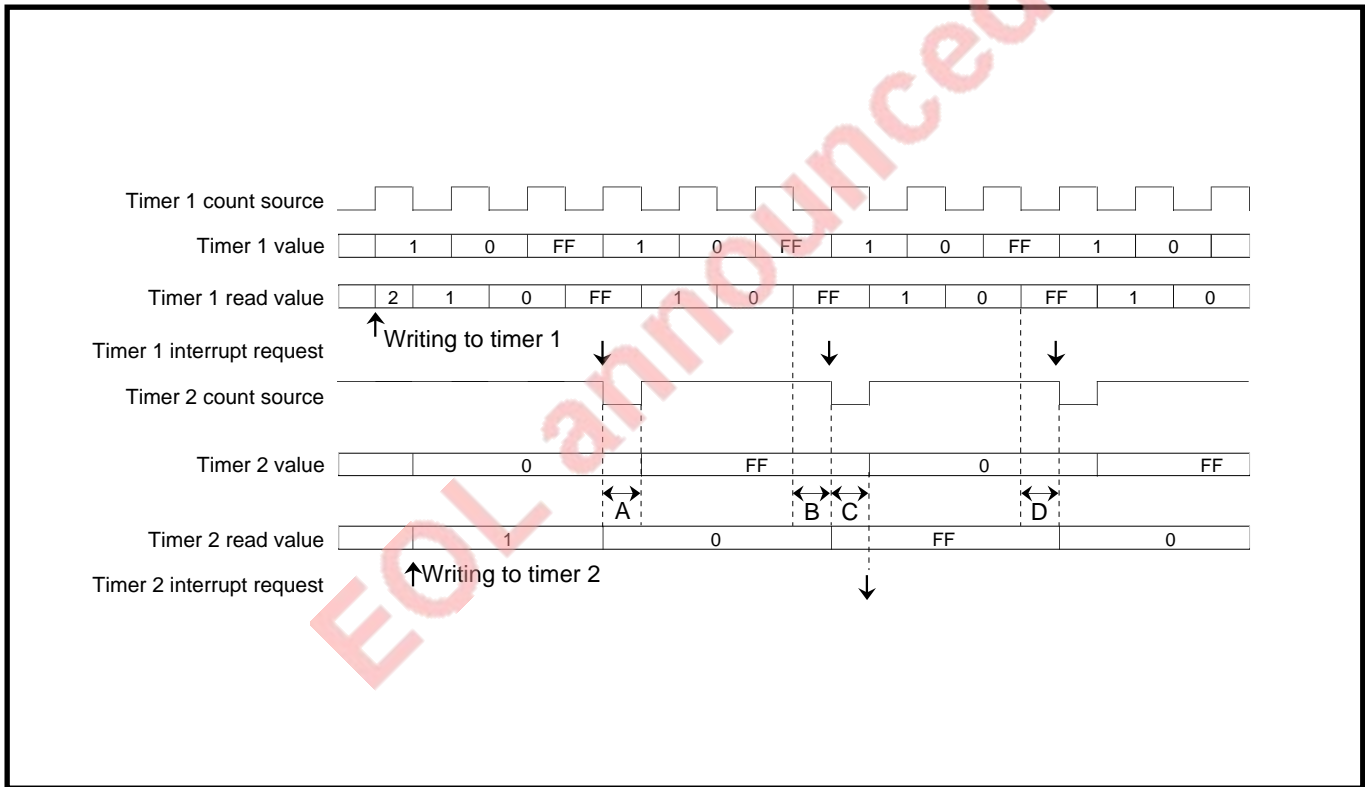 EOL announced
Timer 1 count source
Timer 1 value 1 0 FF 1 0 FF 1 0 FF 1 0
Timer 1 read value 2 1 0 FF 1 0 FF 1 0 FF 1 0
Writing to timer 1
Timer 1 interrupt request
Timer 2 count source
Timer 2 value 0 FF 0 FF
A B C D
Timer 2 read value 1 0 FF 0
Writing to timer 2
Timer 2 interrupt request